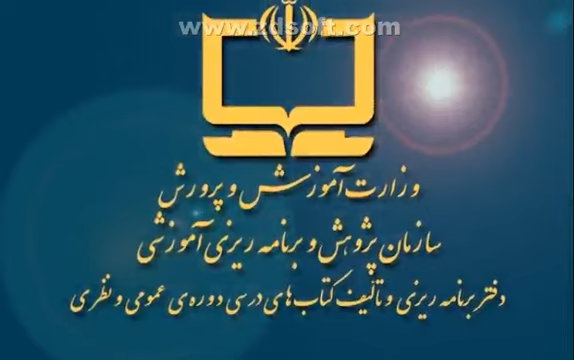 www.zdsoft.com
وزارت آموزش و پرورش
سازمان پژوهش و برنامه ریزی آموزشی
دفتر برنامه ریزی و تالیف کتاب های درسی دوره ی عمومی و نظری